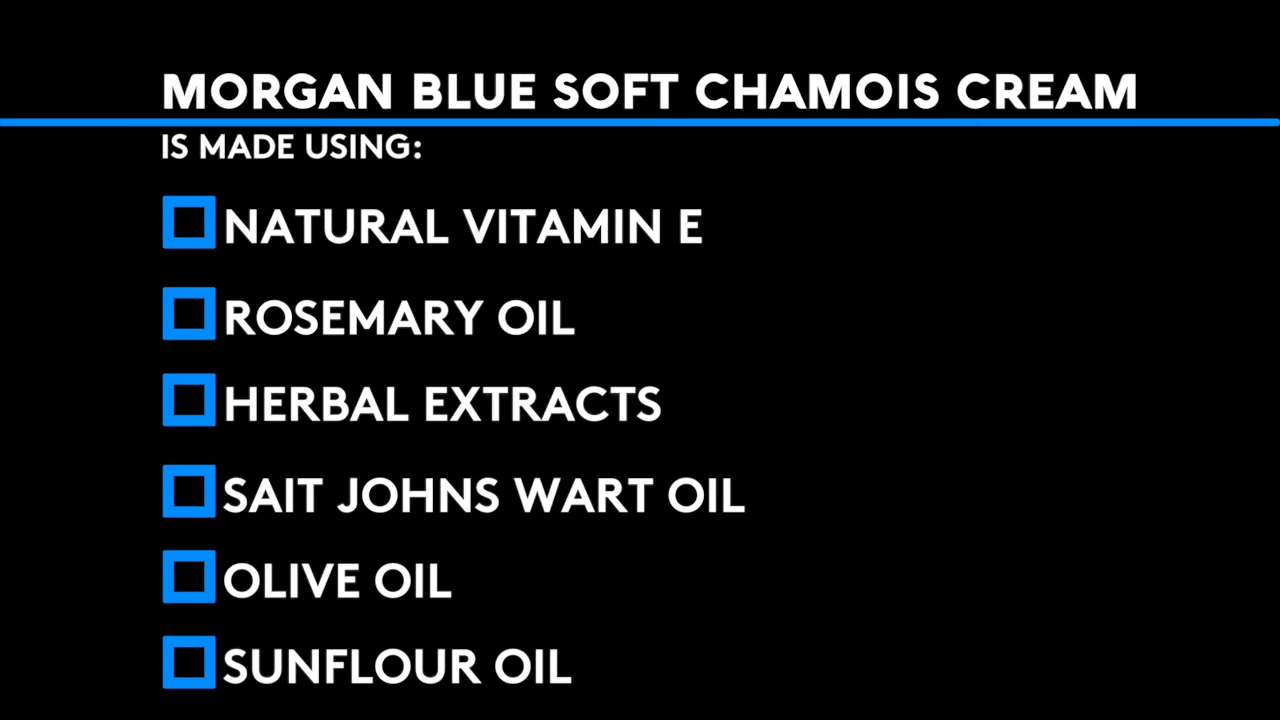 MORGAN BLUE SOFT CHAMOIS CREAM
IS MADE USING:
NATURAL VITAMIN E
ROSEMARY OIL
HERBAL EXTRACTS
SAIT JOHNS WART OIL
OLIVE OIL
SUNFLOUR OIL